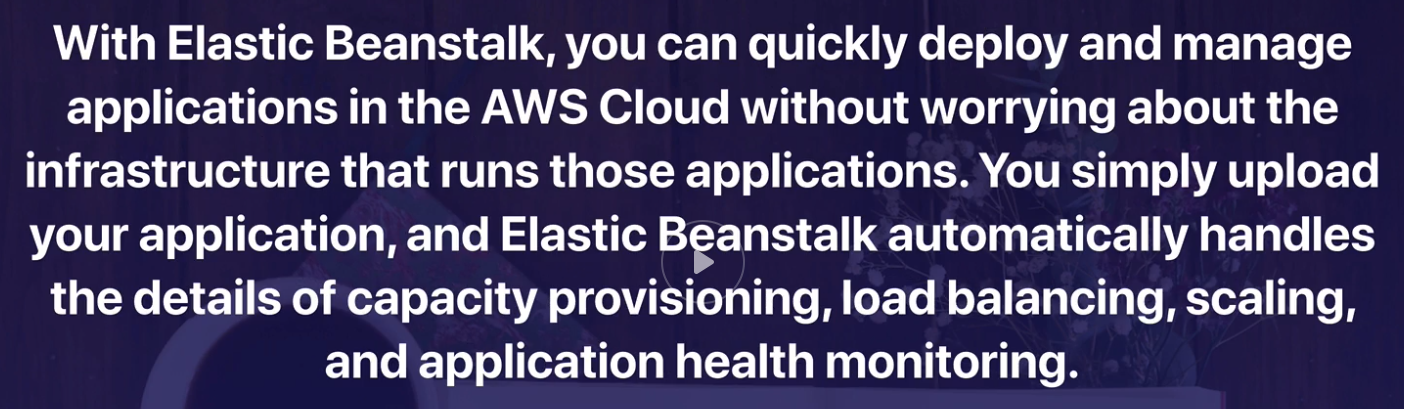 With Elastic Beanstalk, you can quickly deploy and manage
applications in the AWS Cloud without worrying about the
infrastructure that runs those applications. You simply upload
your application, and Elastic Beanstalk automatically handles
the details of capacity provisioning, load balancing, scaling,
and application health monitoring.